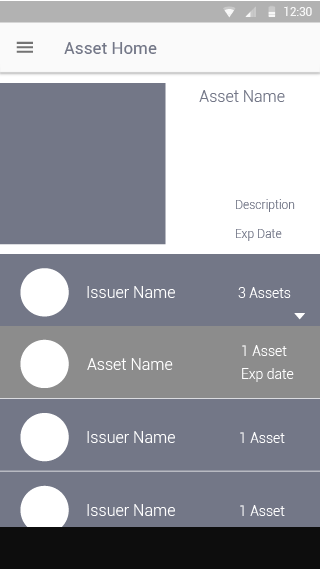 12:30
Asset Home
Asset Name
Description
Exp Date
Issuer Name
3 Assets
Asset Name
1 Asset
Exp date
Issuer Name
1 Asset
Issuer Name
1 Asset